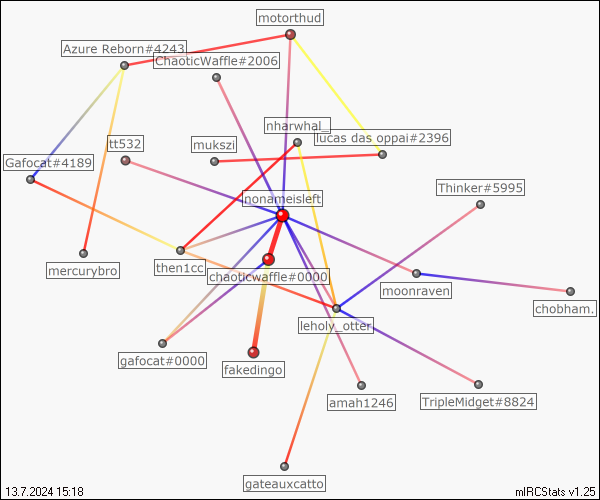 motorthud
Azure Reborn#4243
ChaoticWaffle#2006
nharwhal_
lucas das oppai#2396
tt532
mukszi
Gafocat#4189
Thinker#5995
nonameisleft
mercurybro
then1cc
chaoticwaffle#0000
moonraven
chobham.
leholy_otter
gafocat#0000
fakedingo
amah1246
TripleMidget#8824
gateauxcatto
13.7.2024 15:18
mIRCStats v1.25